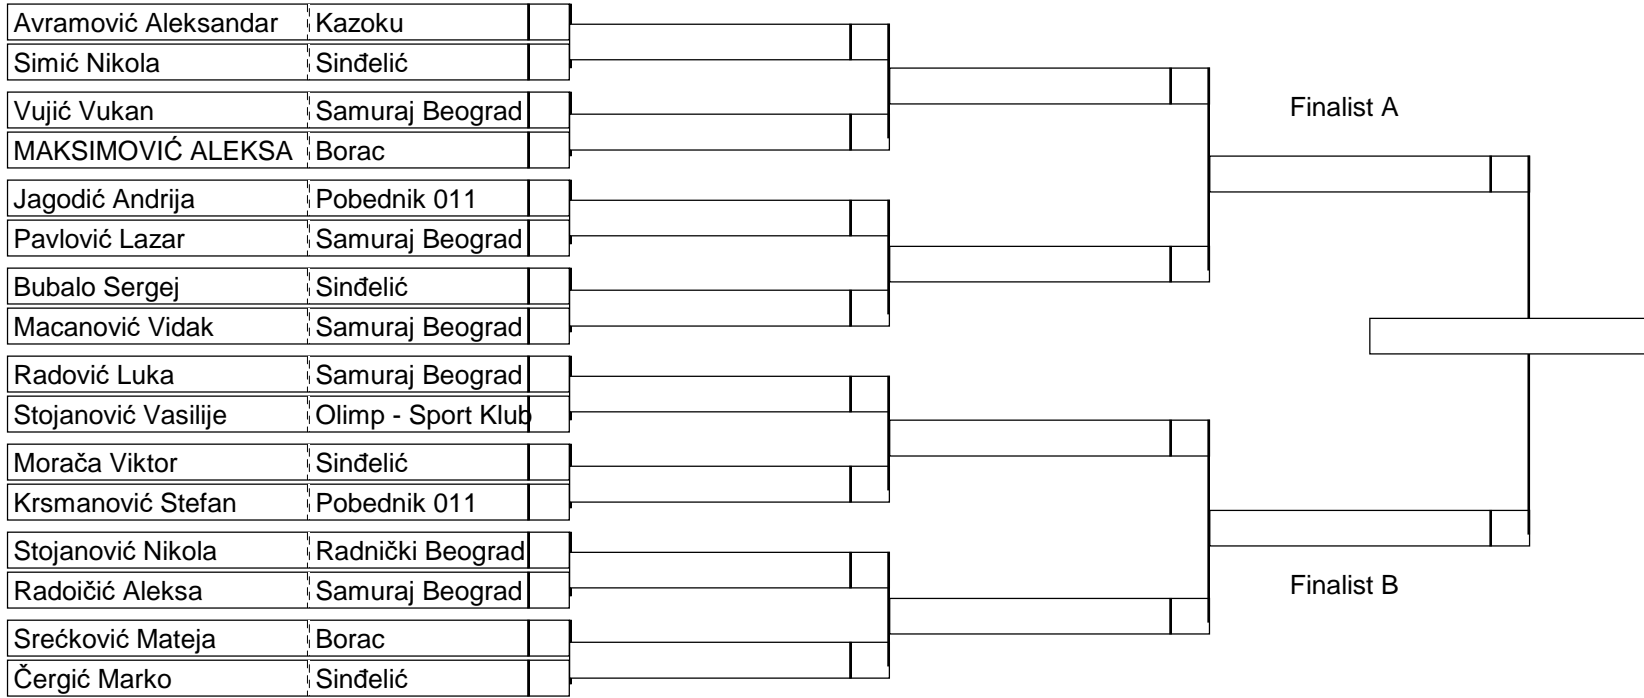 Avramović Aleksandar Kazoku
Simić Nikola Sinđelić
Vujić Vukan Samuraj Beograd
Finalist A
MAKSIMOVIĆ ALEKSA Borac
Jagodić Andrija Pobednik 011
Pavlović Lazar Samuraj Beograd
Bubalo Sergej Sinđelić
Macanović Vidak Samuraj Beograd
Radović Luka Samuraj Beograd
Stojanović Vasilije Olimp - Sport Klub
Morača Viktor Sinđelić
Krsmanović Stefan Pobednik 011
Stojanović Nikola Radnički Beograd
Radoičić Aleksa Samuraj Beograd
Finalist B
Srećković Mateja Borac
Čergić Marko Sinđelić